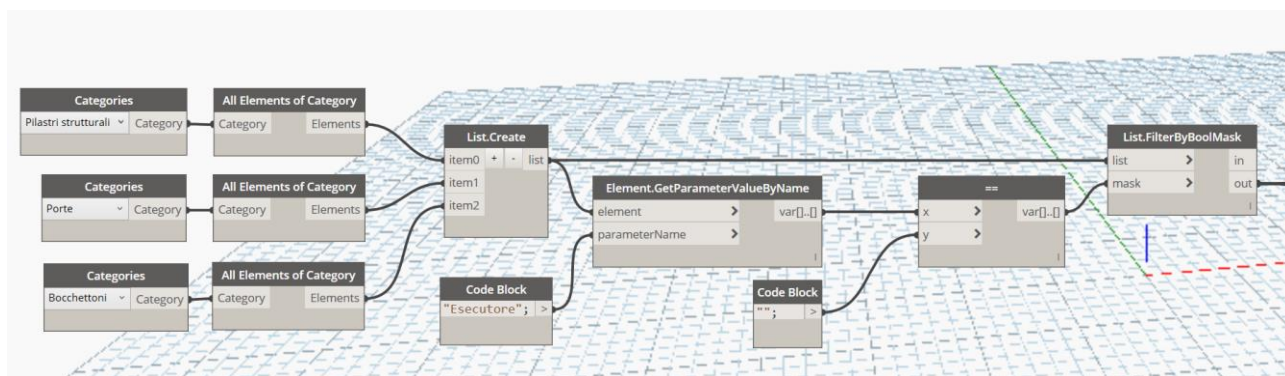 Categories
Pilastri strutturali Category
All Elements of Category
Category Elements
Categories
Porte Category
All Elements of Category
Category Elements
Categories
Bocchettoni Category
All Elements of Category
Category Elements
List.Create
item0 + - list
item1
item2
Code Block
"Esecutore"; >
Element.GetParameterValueByName
element > var[]..[]
parameterName >
Code Block
""; >
==
x > var[]..[]
y >
List.FilterByBoolMask
list > in
mask > out